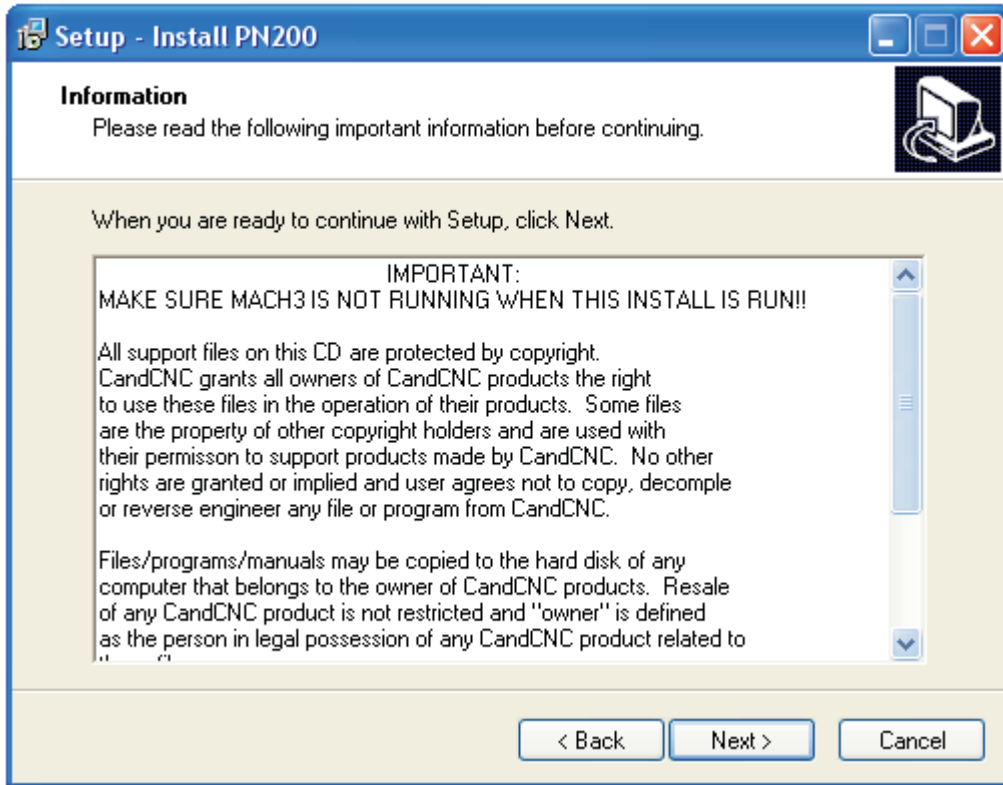 Setup - Install PN200
Information
Please read the following important information before continuing.
When you are ready to continue with Setup, click Next.
IMPORTANT:
MAKE SURE MACH3 IS NOT RUNNING WHEN THIS INSTALL IS RUN!!
All support files on this CD are protected by copyright.
CandCNC grants all owners of CandCNC products the right
to use these files in the operation of their products.  Some files
are the property of other copyright holders and are used with
their permisson to support products made by CandCNC.  No other
rights are granted or implied and user agrees not to copy, decomple
or reverse engineer any file or program from CandCNC.
Files/programs/manuals may be copied to the hard disk of any
computer that belongs to the owner of CandCNC products.  Resale
of any CandCNC product is not restricted and "owner" is defined
as the person in legal possession of any CandCNC product related to
< Back Next > Cancel